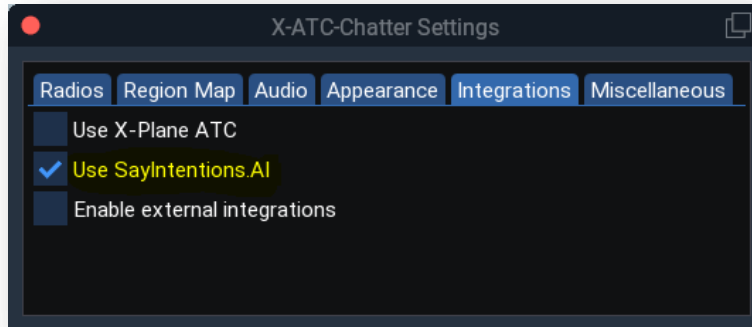 X-ATC-Chatter Settings
Radios Region Map Audio Appearance Integrations Miscellaneous
Use X-Plane ATC
Use SayIntentions.AI
Enable external integrations